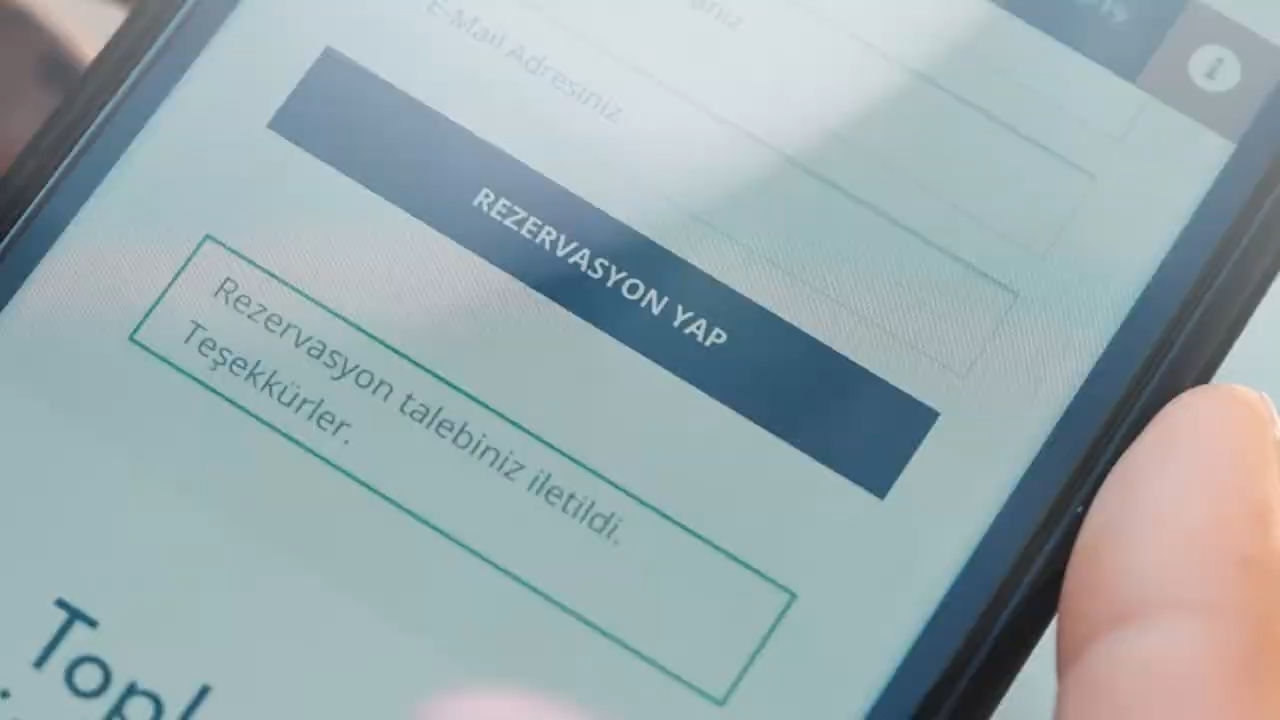 E-Mail Adresiniz
REZERVASYON YAP
Rezervasyon talebiniz iletildi.
Teşekkürler.